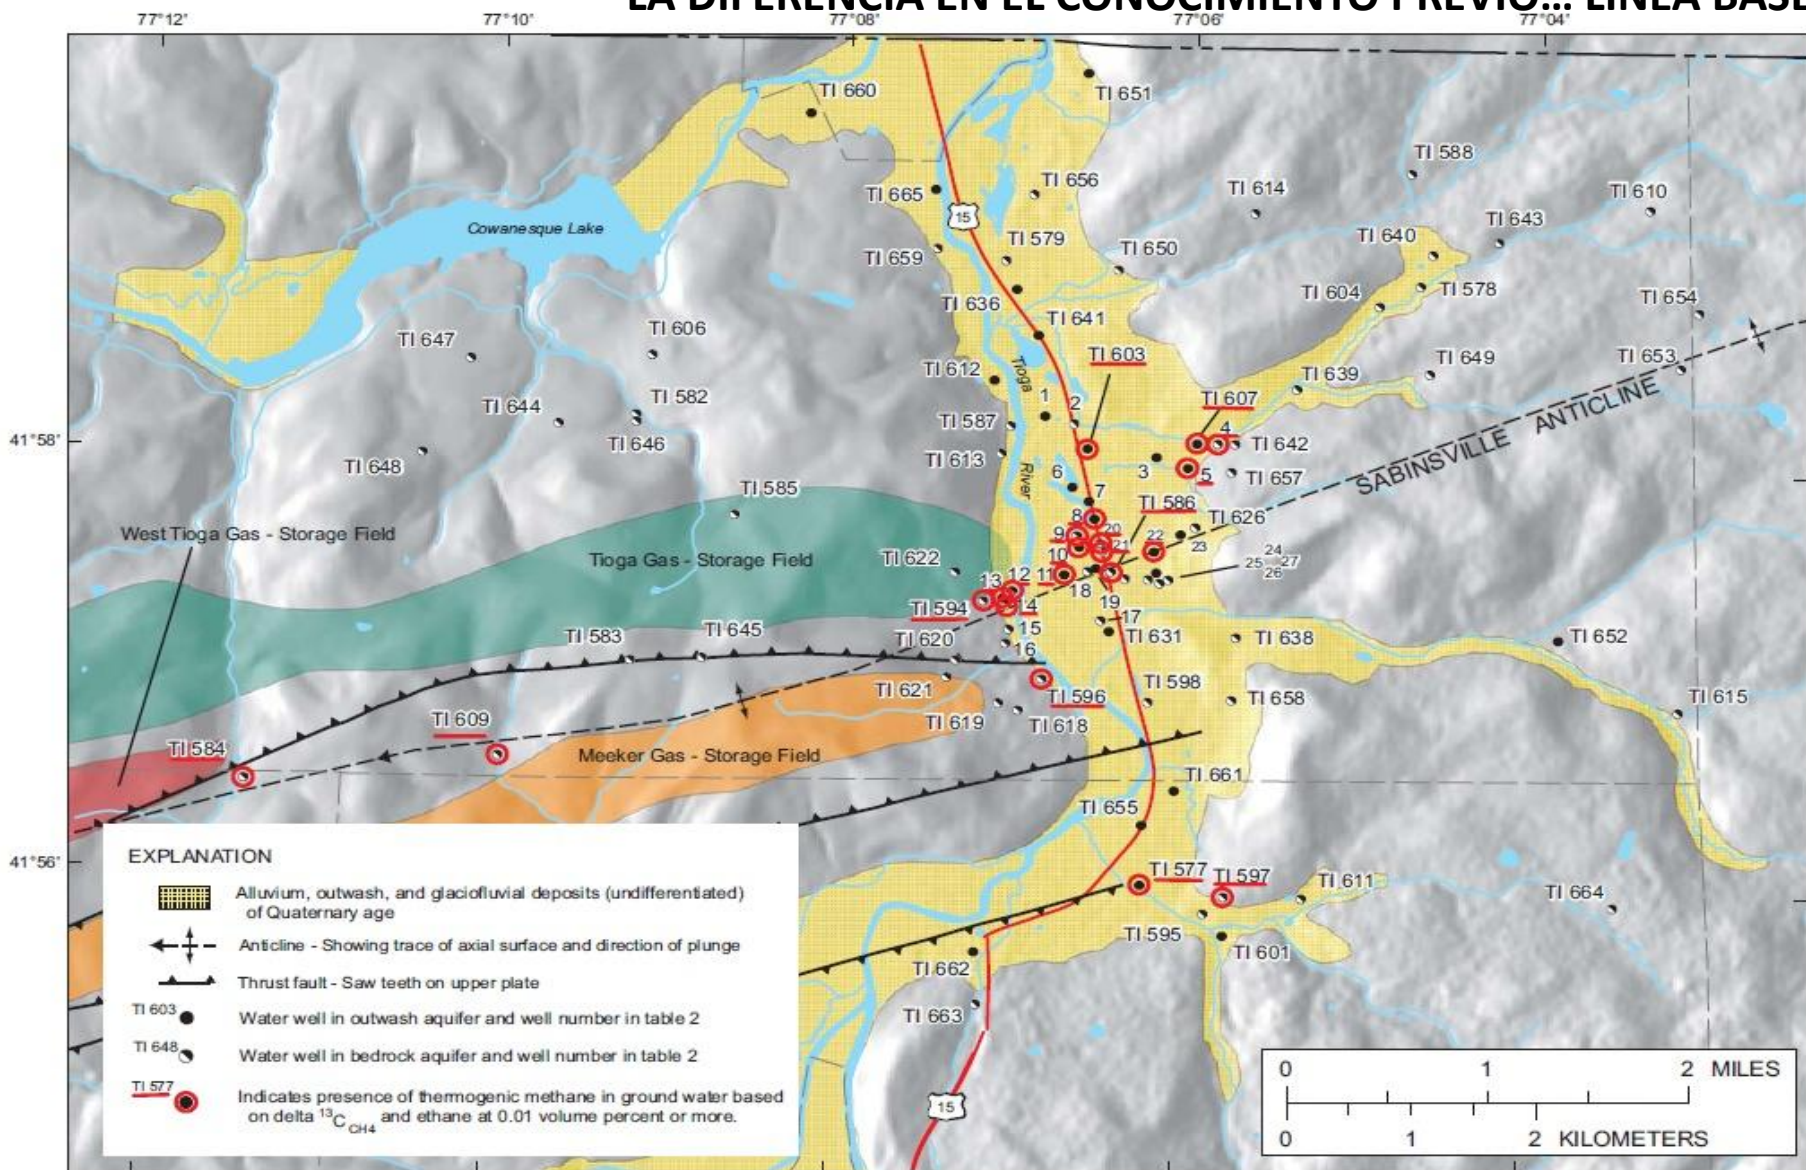 LA DIFERENCIA EN EL CONOCIMIENTO PREVIO... LÍNEA BASE
77°12' 77°10' 77°08' 77°06' 77°04'
TI 660
TI 651
TI 588
TI 665
TI 656
TI 614
TI 610
15
TI 643
Cowanesque Lake
TI 579
TI 640
TI 659
TI 650
TI 636
TI 604
TI 578
TI 654
TI 647
TI 606
TI 641
TI 603
TI 649
TI 653
TI 612
Tioga
TI 639
TI 644
TI 582
1
2
TI 607
SABINSVILLE ANTICLINE
41°58'
TI 646
TI 587
4
TI 642
TI 648
TI 613
River
6
3
5
TI 657
TI 585
7
TI 586
West Tioga Gas - Storage Field
8
TI 626
9
20
21
22
23
Tioga Gas - Storage Field
TI 622
10
24
25
27
26
13
12
11
18
19
TI 594
14
17
TI 583
TI 645
TI 620
15
16
TI 631
TI 638
TI 652
TI 621
TI 596
TI 598
TI 658
TI 615
TI 609
TI 619
TI 618
TI 584
Meeker Gas - Storage Field
TI 661
TI 655
41°56'
TI 577
TI 597
TI 611
TI 664
TI 595
TI 601
TI 662
TI 663
15
EXPLANATION
Alluvium, outwash, and glaciofluvial deposits (undifferentiated)
of Quaternary age
Anticline - Showing trace of axial surface and direction of plunge
Thrust fault - Saw teeth on upper plate
TI 603 Water well in outwash aquifer and well number in table 2
TI 648 Water well in bedrock aquifer and well number in table 2
TI 577 Indicates presence of thermogenic methane in ground water based
on delta 13C CH4 and ethane at 0.01 volume percent or more.
0 1 2 MILES
0 1 2 KILOMETERS